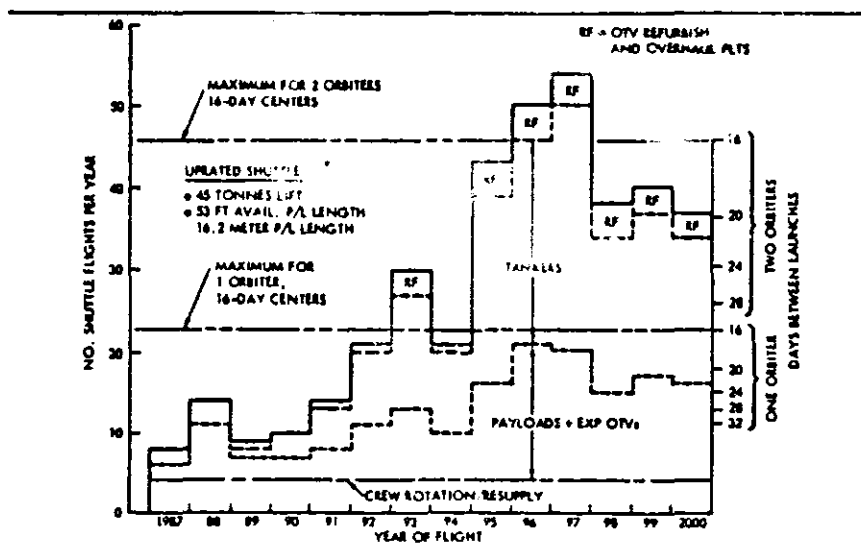 RF = OTV REFURBISH
AND OVERHAUL FLTS
60
50
40
30
20
10
0
NO. SHUTTLE FLIGHTS PER YEAR
MAXIMUM FOR 2 ORBITERS
16-DAY CENTERS
UPRATED SHUTTLE
• 45 TONNES LIFT
• 53 FT AVAIL. P/L LENGTH
16.2 METER P/L LENGTH
MAXIMUM FOR
1 ORBITER,
16-DAY CENTERS
RF
RF
RF
RF
RF
RF
RF
TANKERS
PAYLOADS + EXP OTVs
CREW ROTATION/RESUPPLY
16
20
24
28
16
20
24
28
32
TWO ORBITERS
ONE ORBITER
DAYS BETWEEN LAUNCHES
1987 88 89 90 91 92 93 94 95 96 97 98 99 2000
YEAR OF FLIGHT